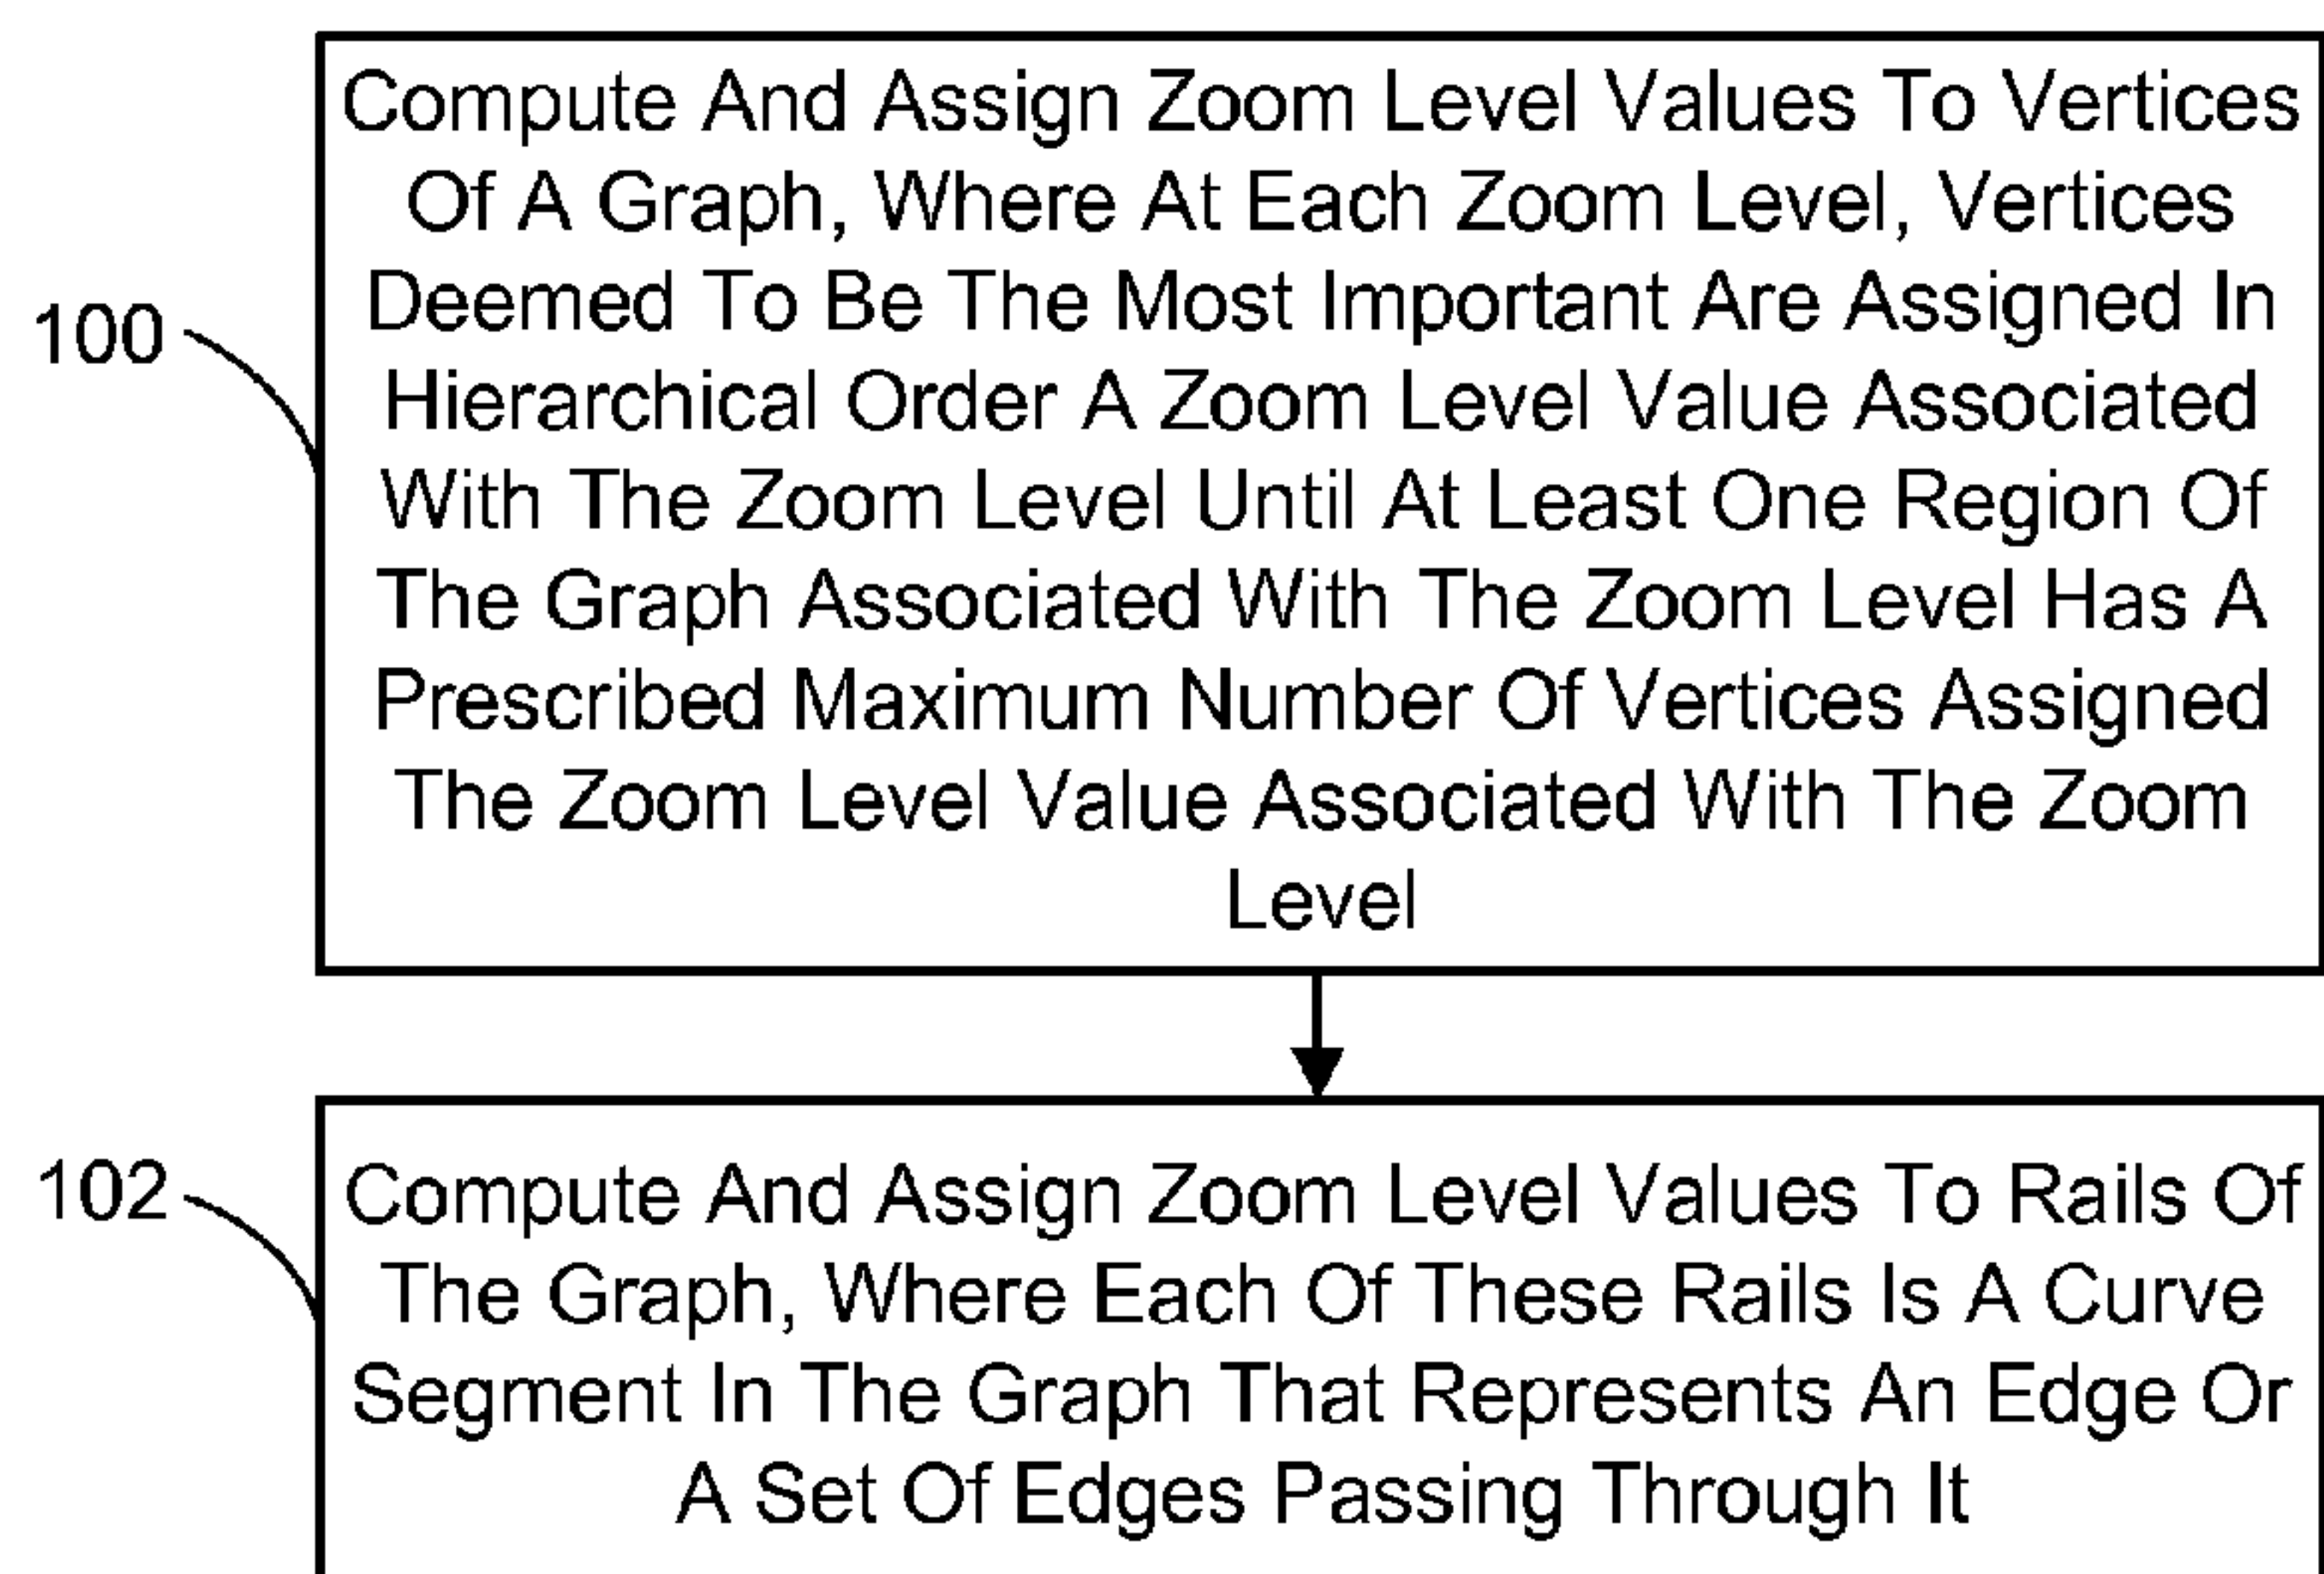 Compute And Assign Zoom Level Values To Vertices
Of A Graph, Where At Each Zoom Level, Vertices
Deemed To Be The Most Important Are Assigned In
100
Hierarchical Order A Zoom Level Value Associated
With The Zoom Level Until At Least One Region Of
The Graph Associated With The Zoom Level Has A
Prescribed Maximum Number Of Vertices Assigned
The Zoom Level Value Associated With The Zoom
Level
102
Compute And Assign Zoom Level Values To Rails Of
The Graph, Where Each Of These Rails Is A Curve
Segment In The Graph That Represents An Edge Or
A Set Of Edges Passing Through It